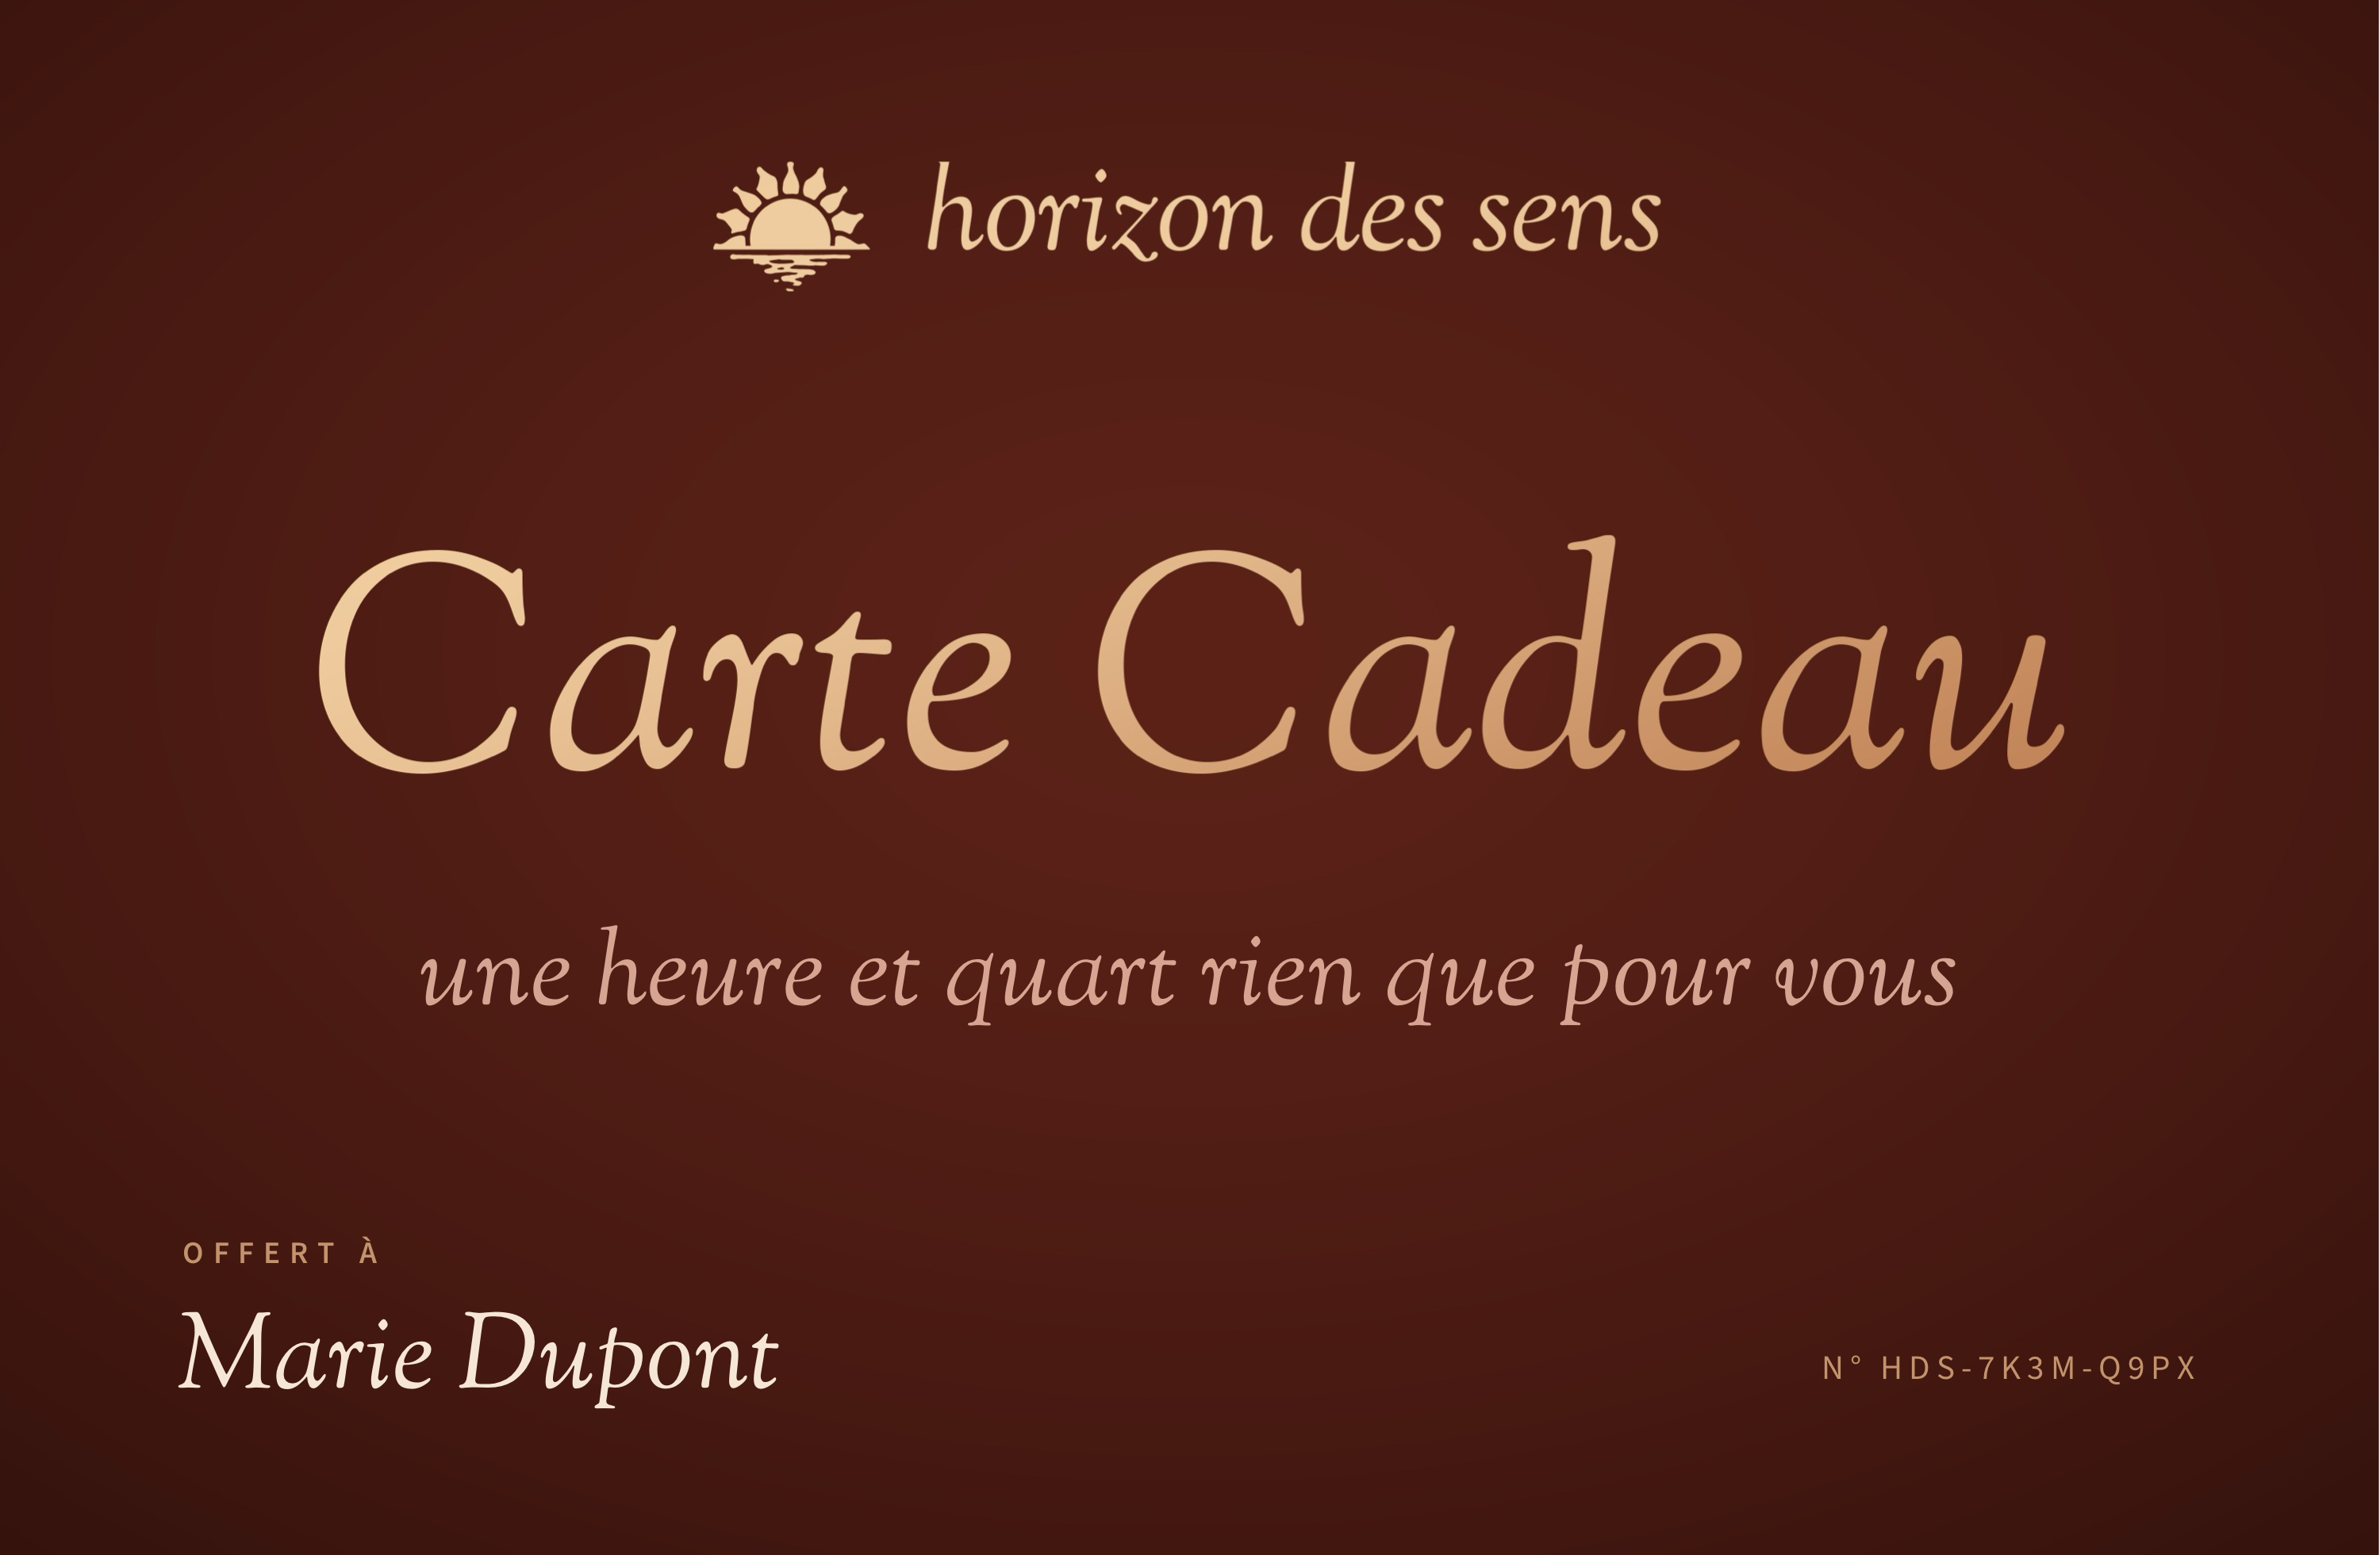 horizon des sens
Carte Cadeau
une heure et quart rien que pour vous
OFFERT À
Marie Dupont
N° HDS-7K3M-Q9PX